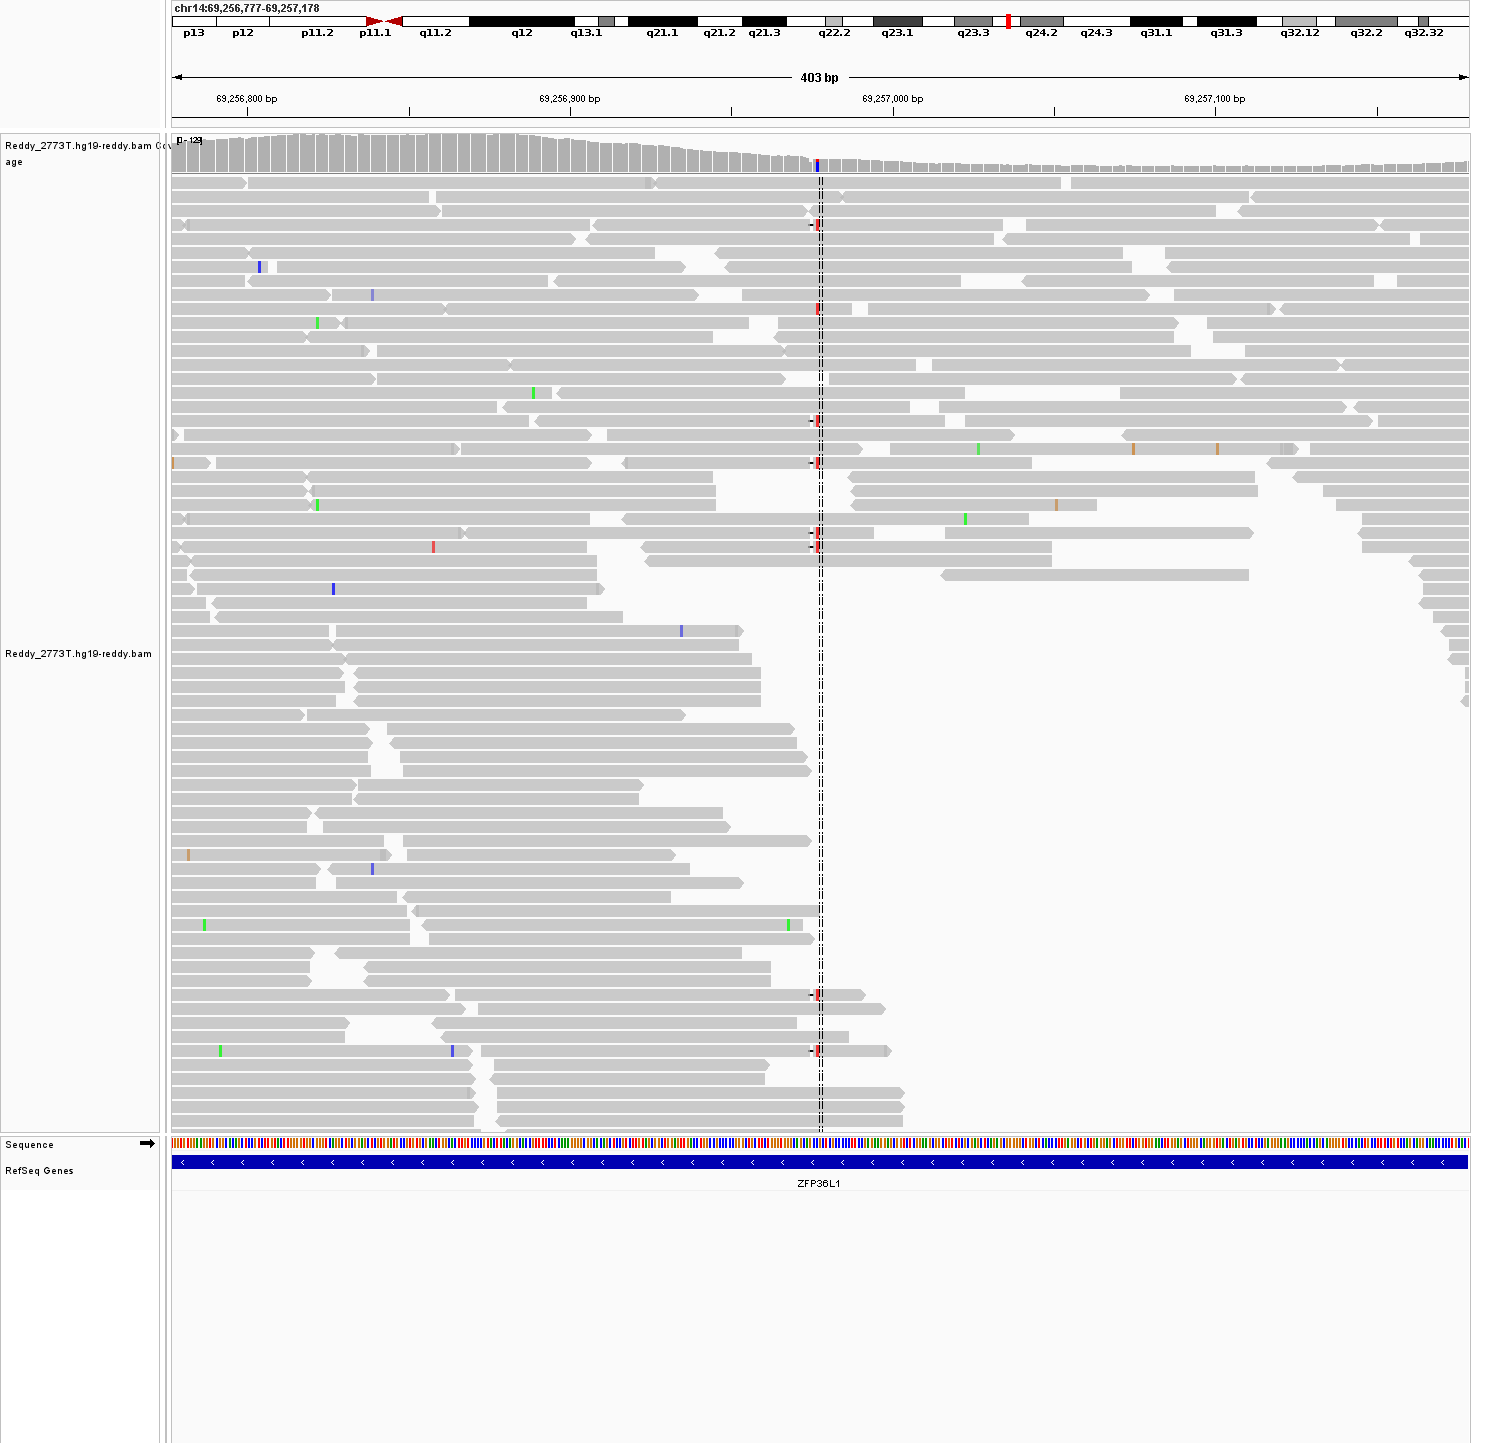 chr14:69,256,777-69,257,178
p13 p12 p11.2 p11.1 q11.2 q12 q13.1 q21.1 q21.2 q21.3 q22.2 q23.1 q23.3 q24.2 q24.3 q31.1 q31.3 q32.12 q32.2 q32.32
403 bp
69,256,800 bp 69,256,900 bp 69,257,000 bp 69,257,100 bp
[0 - 129]
Reddy_2773T.hg19-reddy.bam Cov
age
Reddy_2773T.hg19-reddy.bam
Sequence
RefSeq Genes
ZFP36L1